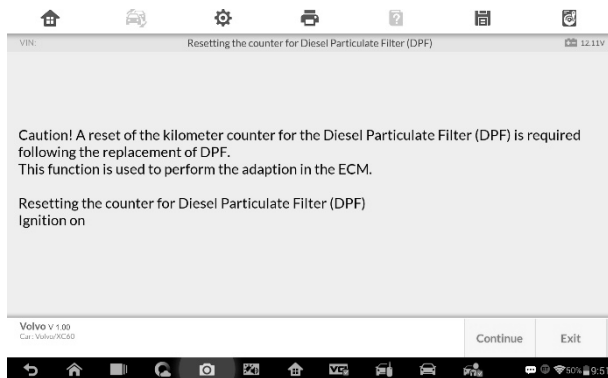 VIN: Resetting the counter for Diesel Particulate Filter (DPF) 12.11V
Caution! A reset of the kilometer counter for the Diesel Particulate Filter (DPF) is required
following the replacement of DPF.
This function is used to perform the adaption in the ECM.
Resetting the counter for Diesel Particulate Filter (DPF)
Ignition on
Volvo V 1.00
Car: Volvo/XC60
Continue Exit
50% 9:51